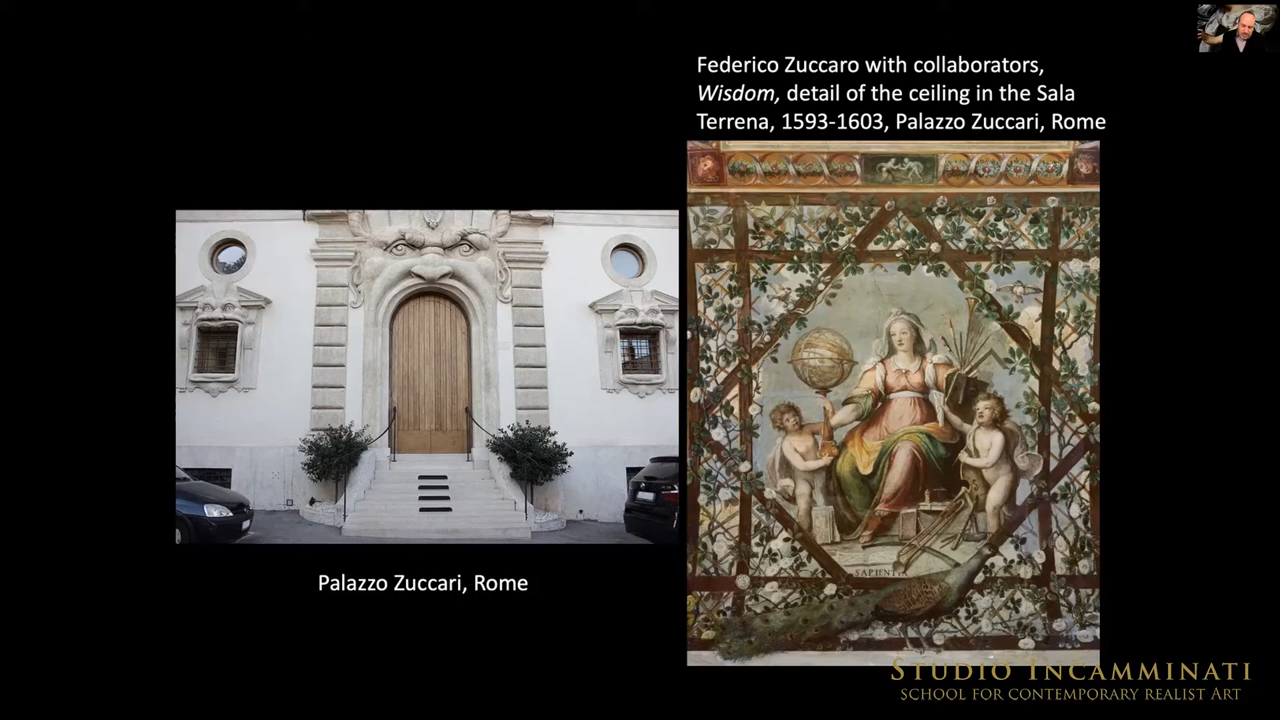 Federico Zuccaro with collaborators,
Wisdom, detail of the ceiling in the Sala
Terrena, 1593-1603, Palazzo Zuccari, Rome
SAPIENTIA
Palazzo Zuccari, Rome
STUDIO INCAMMINATI
SCHOOL FOR CONTEMPORARY REALIST ART